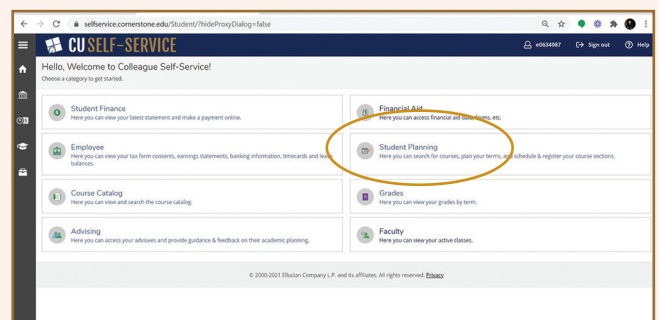 selfservice.cornerstone.edu/Student/?hideProxyDialog=false
CU SELF-SERVICE
e0634987 Sign out Help
Hello, Welcome to Colleague Self-Service!
Choose a category to get started.
Student Finance
Here you can view your latest statement and make a payment online.
Financial Aid
Here you can access financial aid data, forms, etc.
Employee
Here you can view your tax form consents, earnings statements, banking information, timecards and leave
balances.
Student Planning
Here you can search for courses, plan your terms, and schedule & register your course sections.
Course Catalog
Here you can view and search the course catalog.
Grades
Here you can view your grades by term.
Advising
Here you can access your advisees and provide guidance & feedback on their academic planning.
Faculty
Here you can view your active classes.
© 2000-2021 Ellucian Company L.P. and its affiliates. All rights reserved. Privacy